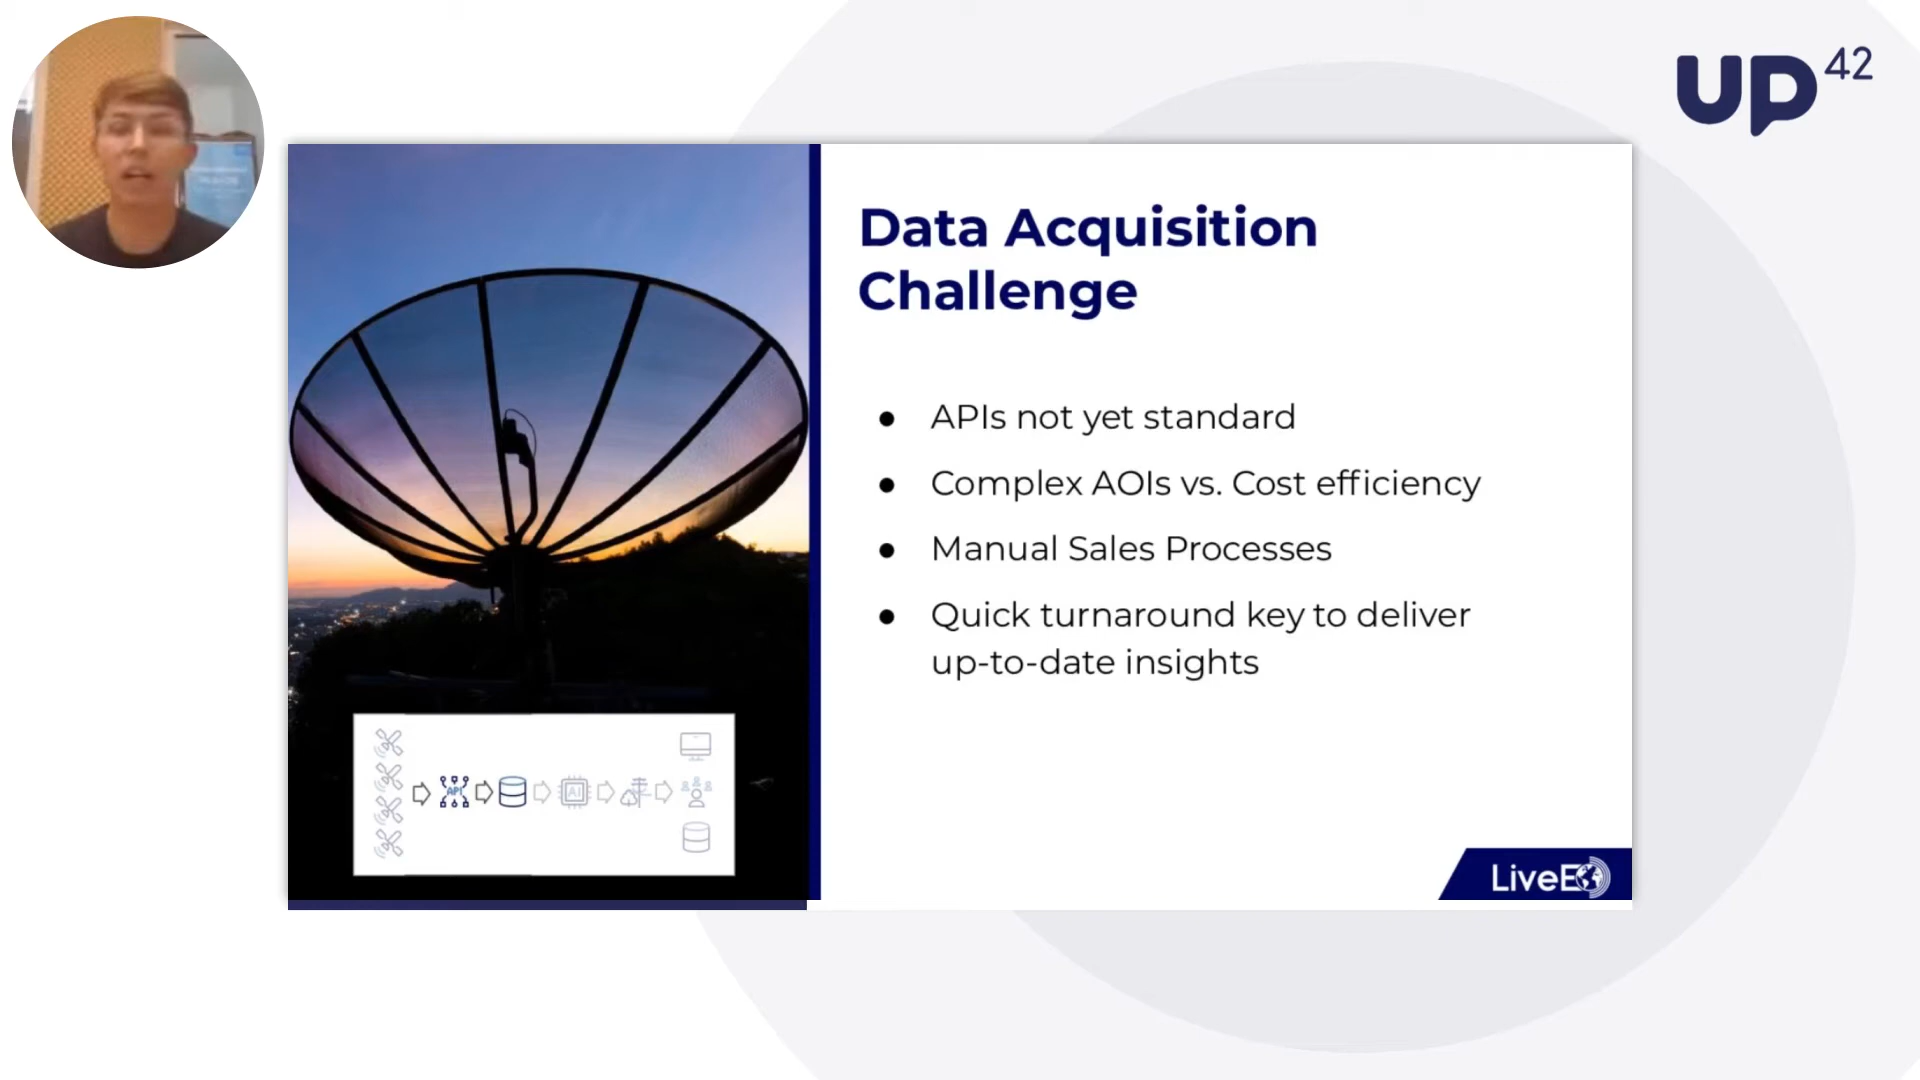 UP42
Data Acquisition
Challenge
● APIs not yet standard
● Complex AOIs vs. Cost efficiency
● Manual Sales Processes
● Quick turnaround key to deliver
up-to-date insights
API
AI
LiveEO